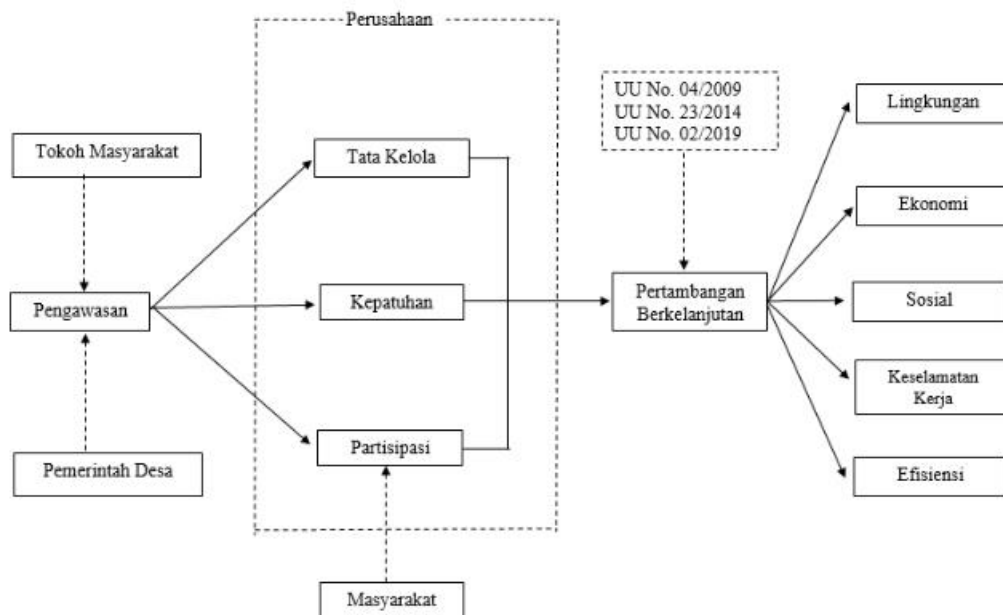 Perusahaan
UU No. 04/2009
UU No. 23/2014
UU No. 02/2019
Lingkungan
Tokoh Masyarakat
Tata Kelola
Ekonomi
Pengawasan
Kepatuhan
Pertambangan
Berkelanjutan
Sosial
Keselamatan
Kerja
Partisipasi
Pemerintah Desa
Efisiensi
Masyarakat